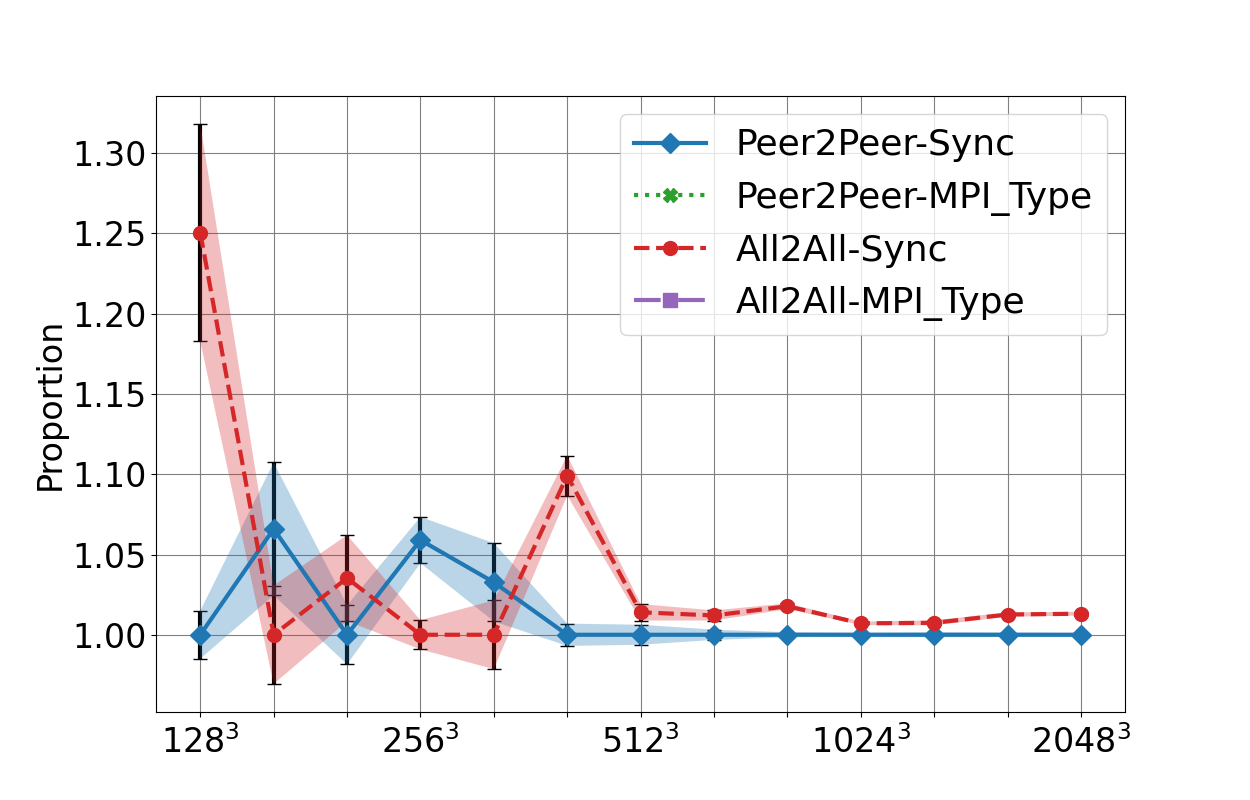 Proportion
1.30
1.25
1.20
1.15
1.10
1.05
1.00
128³ 256³ 512³ 1024³ 2048³
Peer2Peer-Sync
Peer2Peer-MPI_Type
All2All-Sync
All2All-MPI_Type